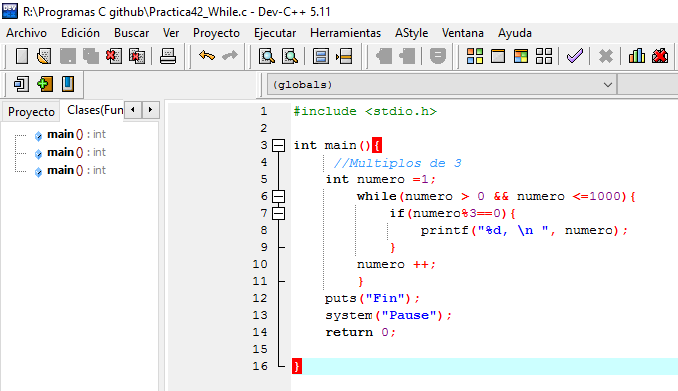 R:\Programas C github\Practica42_While.c - Dev-C++ 5.11
Archivo Edición Buscar Ver Proyecto Ejecutar Herramientas AStyle Ventana Ayuda
(globals)
Proyecto Clases(Fun
main() : int
main() : int
main() : int
1 #include <stdio.h>
2
3 int main(){
4 //Multiplos de 3
5 int numero =1;
6 while(numero > 0 && numero <=1000){
7 if(numero%3==0){
8 printf("%d, \n ", numero);
9 }
10 numero ++;
11 }
12 puts("Fin");
13 system("Pause");
14 return 0;
15
16 }